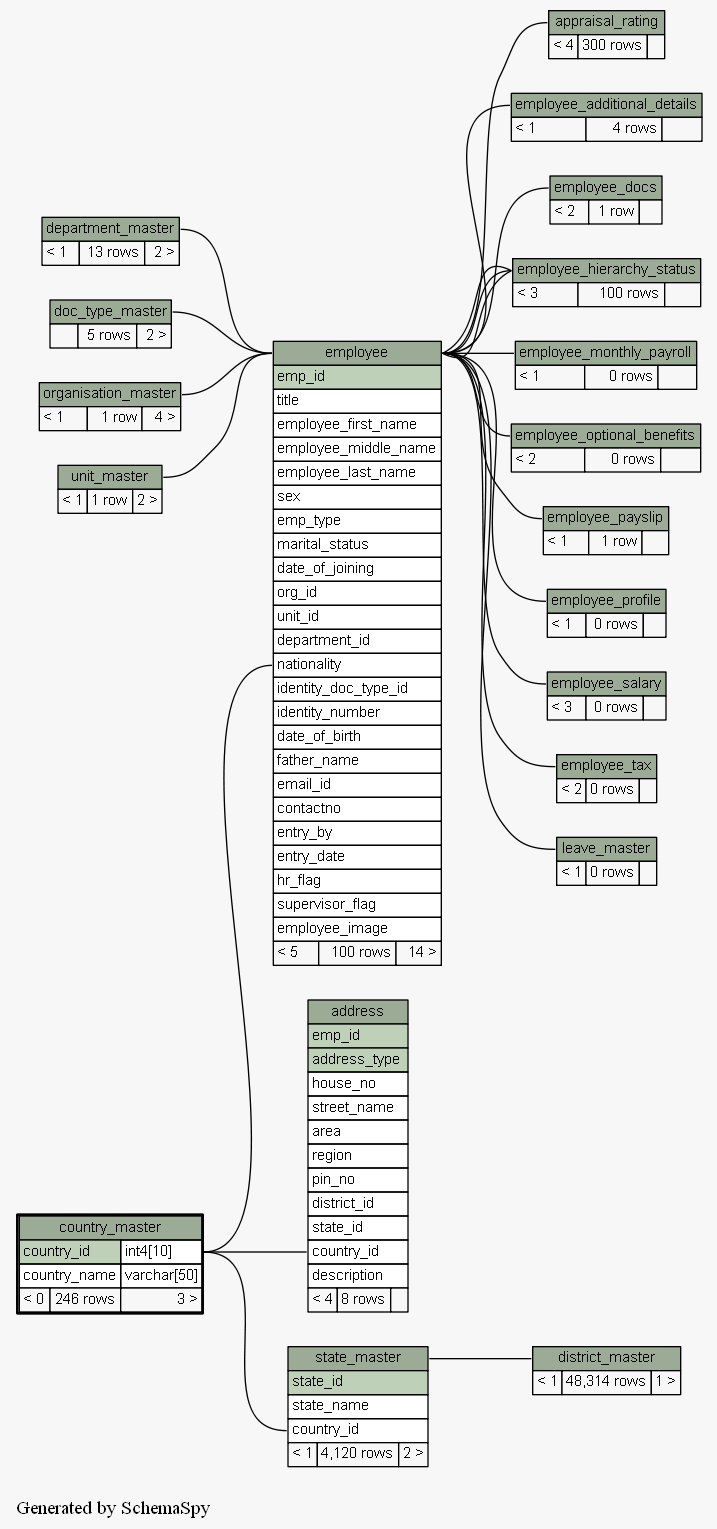 appraisal_rating
< 4 300 rows
employee_additional_details
< 1 4 rows
employee_docs
< 2 1 row
employee_hierarchy_status
< 3 100 rows
employee_monthly_payroll
< 1 0 rows
employee_optional_benefits
< 2 0 rows
employee_payslip
< 1 1 row
employee_profile
< 1 0 rows
employee_salary
< 3 0 rows
employee_tax
< 2 0 rows
leave_master
< 1 0 rows
department_master
< 1 13 rows 2 >
doc_type_master
5 rows 2 >
organisation_master
< 1 1 row 4 >
unit_master
< 1 1 row 2 >
employee
emp_id
title
employee_first_name
employee_middle_name
employee_last_name
sex
emp_type
marital_status
date_of_joining
org_id
unit_id
department_id
nationality
identity_doc_type_id
identity_number
date_of_birth
father_name
email_id
contactno
entry_by
entry_date
hr_flag
supervisor_flag
employee_image
< 5 100 rows 14 >
address
emp_id
address_type
house_no
street_name
area
region
pin_no
district_id
state_id
country_id
description
< 4 8 rows
country_master
country_id int4[10]
country_name varchar[50]
< 0 246 rows 3 >
state_master
state_id
state_name
country_id
< 1 4,120 rows 2 >
district_master
< 1 48,314 rows 1 >
Generated by SchemaSpy